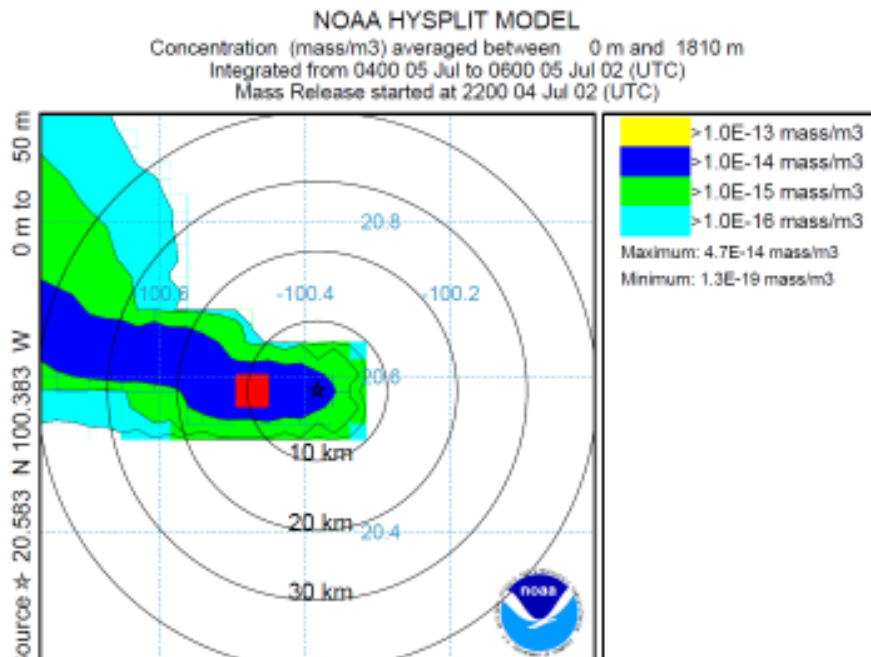 NOAA HYSPLIT MODEL
Concentration (mass/m3) averaged between 0 m and 1810 m
Integrated from 0400 05 Jul to 0600 05 Jul 02 (UTC)
Mass Release started at 2200 04 Jul 02 (UTC)
ource ☆ 20.583 N 100.383 W 0 m to 50 m
20.8
-100.4
-100.2
20.6
10 km
20 km
20.4
30 km
noaa
>1.0E-13 mass/m3
>1.0E-14 mass/m3
>1.0E-15 mass/m3
>1.0E-16 mass/m3
Maximum: 4.7E-14 mass/m3
Minimum: 1.3E-19 mass/m3